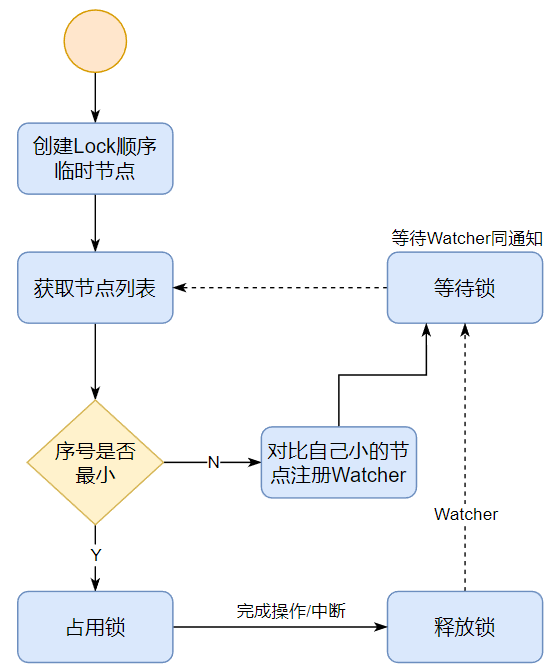 创建Lock顺序
临时节点
等待Watcher同通知
获取节点列表
等待锁
序号是否
最小
N
对比自己小的节
点注册Watcher
Watcher
Y
占用锁
完成操作/中断
释放锁